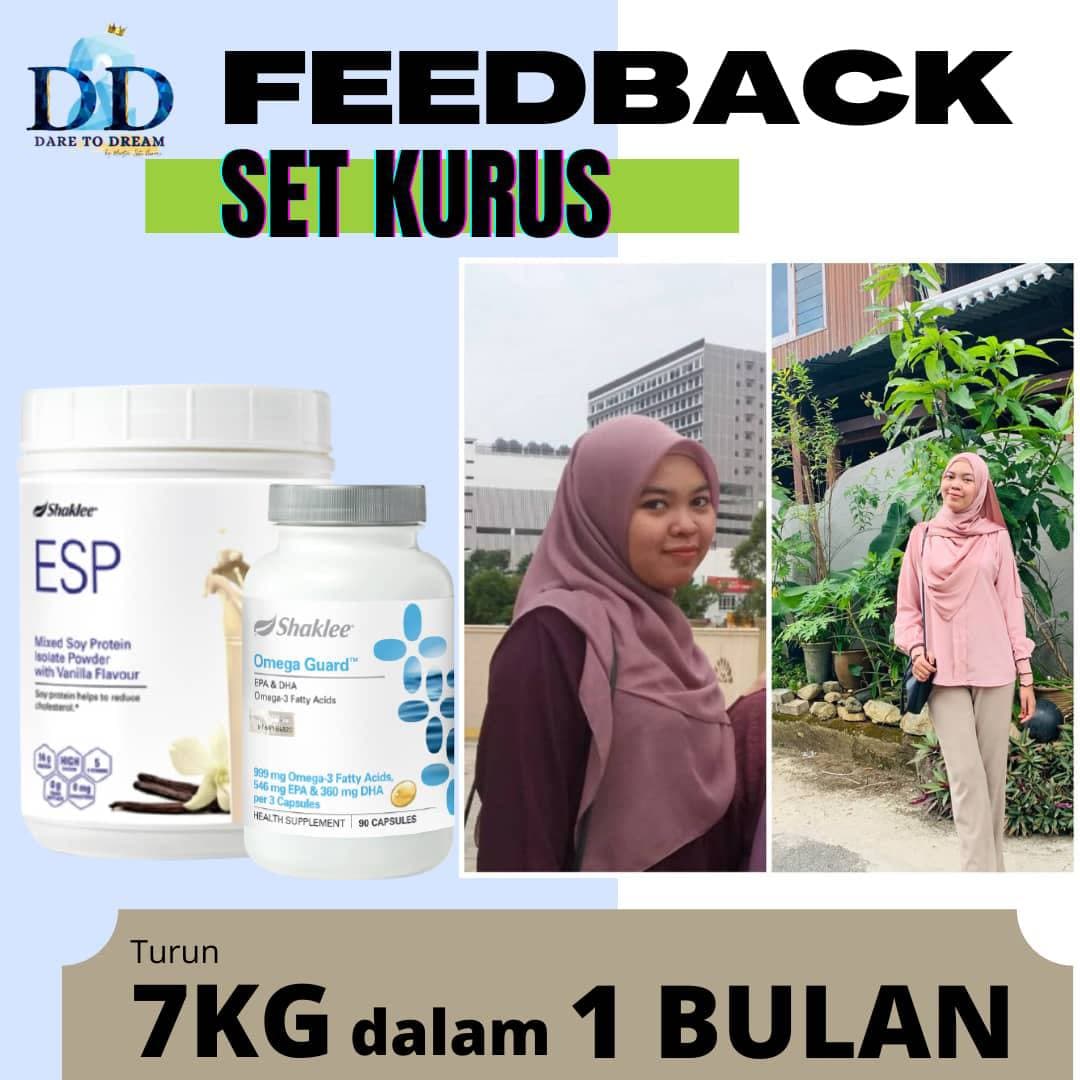 DD
DARE TO DREAM
FEEDBACK
SET KURUS
Shaklee
ESP
Mixed Soy Protein
Isolate Powder
with Vanilla Flavour
Soy protein helps to reduce
cholesterol.*
HIGH
5
Shaklee
Omega Guard™
EPA & DHA
Omega-3 Fatty Acids
999 mg Omega-3 Fatty Acids,
546 mg EPA & 360 mg DHA
per 3 Capsules
HEALTH SUPPLEMENT | 90 CAPSULES
Turun
7KG dalam 1 BULAN